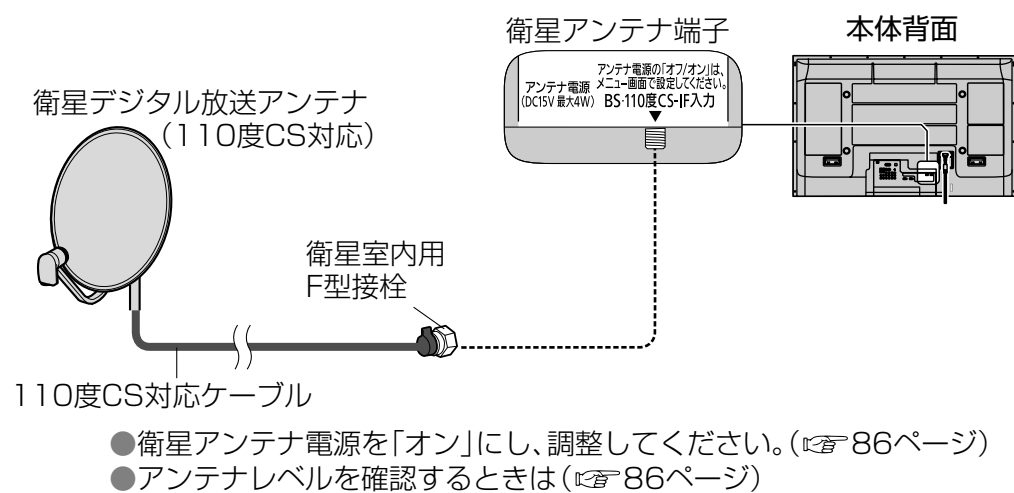 衛星アンテナ端子
本体背面
アンテナ電源の「オフ/オン」は、
メニュー画面で設定してください。
アンテナ電源
(DC15V 最大4W)
BS・110度CS-IF入力
衛星デジタル放送アンテナ
(110度CS対応)
衛星室内用
F型接栓
110度CS対応ケーブル
●衛星アンテナ電源を「オン」にし、調整してください。(☞86ページ)
●アンテナレベルを確認するときは(☞86ページ)